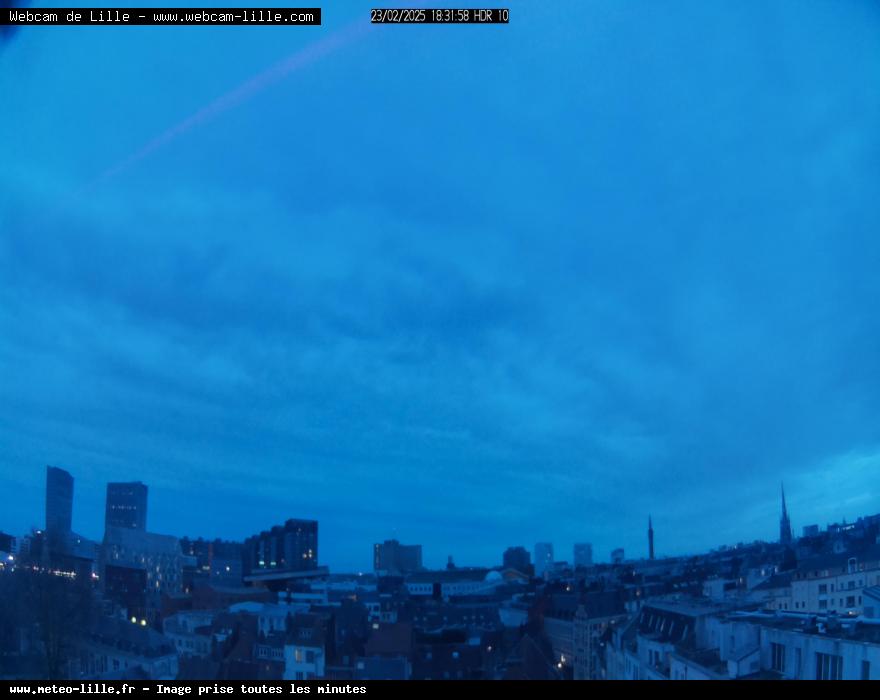 Webcam de Lille - www.webcam-lille.com
23/02/2025 18:31:58 HDR 10
www.meteo-lille.fr - Image prise toutes les minutes